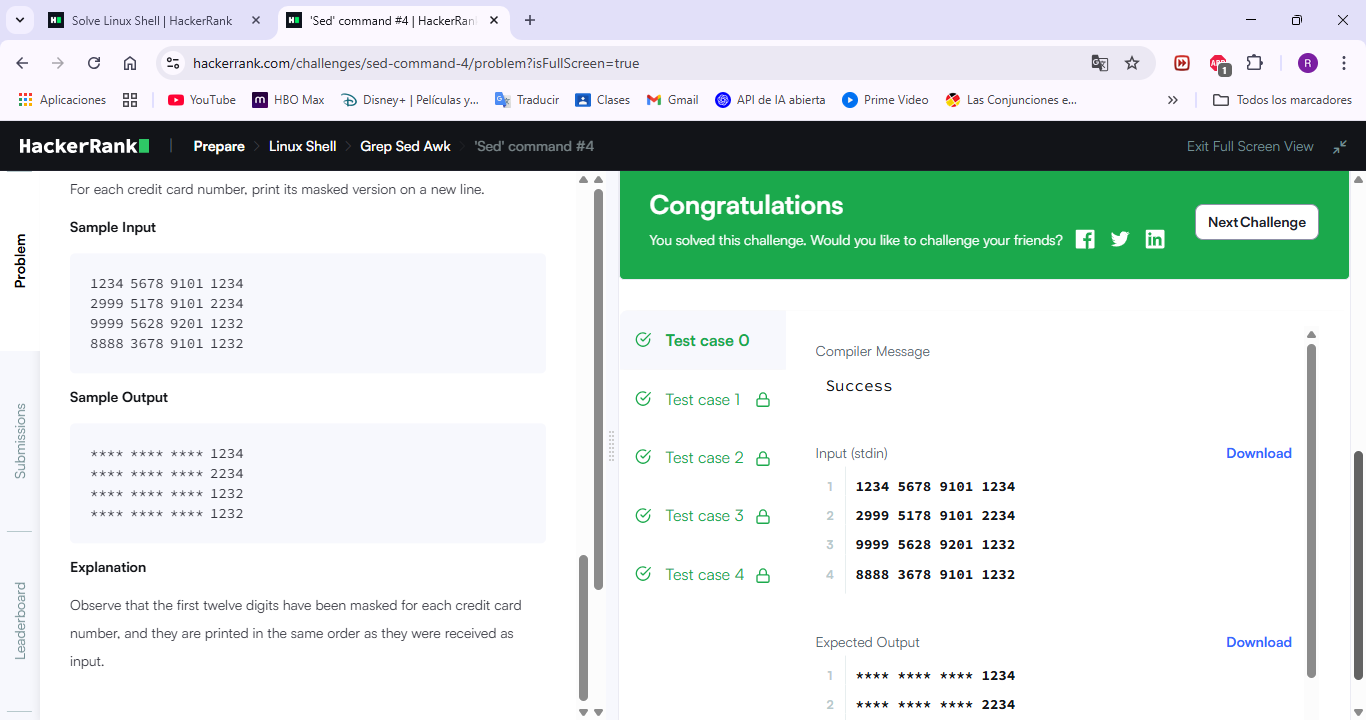 Solve Linux Shell | HackerRank
'Sed' command #4 | HackerRan
hackerrank.com/challenges/sed-command-4/problem?isFullScreen=true
ABP
1
R
Aplicaciones
YouTube
HBO Max
Disney+ | Películas y...
Traducir
Clases
Gmail
API de IA abierta
Prime Video
Las Conjunciones e...
Todos los marcadores
HackerRank
Prepare
Linux Shell
Grep Sed Awk
'Sed' command #4
Exit Full Screen View
Problem
Submissions
Leaderboard
For each credit card number, print its masked version on a new line.
Sample Input
1234 5678 9101 1234
2999 5178 9101 2234
9999 5628 9201 1232
8888 3678 9101 1232
Sample Output
**** **** **** 1234
**** **** **** 2234
**** **** **** 1232
**** **** **** 1232
Explanation
Observe that the first twelve digits have been masked for each credit card
number, and they are printed in the same order as they were received as
input.
Congratulations
You solved this challenge. Would you like to challenge your friends?
Next Challenge
Test case 0
Test case 1
Test case 2
Test case 3
Test case 4
Compiler Message
Success
Input (stdin)
Download
1 1234 5678 9101 1234
2 2999 5178 9101 2234
3 9999 5628 9201 1232
4 8888 3678 9101 1232
Expected Output
Download
1 **** **** **** 1234
2 **** **** **** 2234